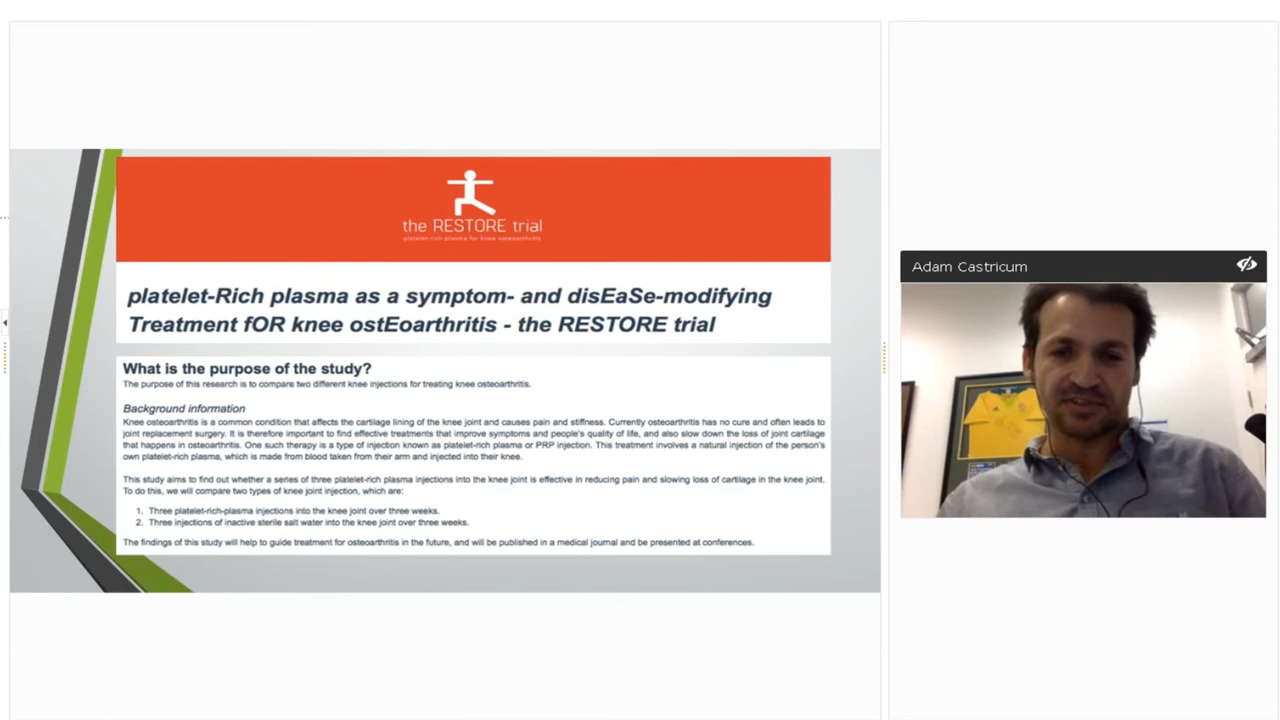 the RESTORE trial
platelet-rich plasma for knee osteoarthritis
platelet-Rich plasma as a symptom- and disEaSe-modifying
Treatment fOR knee ostEoarthritis - the RESTORE trial
What is the purpose of the study?
The purpose of this research is to compare two different knee injections for treating knee osteoarthritis.
Background information
Knee osteoarthritis is a common condition that affects the cartilage lining of the knee joint and causes pain and stiffness. Currently osteoarthritis has no cure and often leads to
joint replacement surgery. It is therefore important to find effective treatments that improve symptoms and people's quality of life, and also slow down the loss of joint cartilage
that happens in osteoarthritis. One such therapy is a type of injection known as platelet-rich plasma or PRP injection. This treatment involves a natural injection of the person's
own platelet-rich plasma, which is made from blood taken from their arm and injected into their knee.
This study aims to find out whether a series of three platelet-rich plasma injections into the knee joint is effective in reducing pain and slowing loss of cartilage in the knee joint.
To do this, we will compare two types of knee joint injection, which are:
1. Three platelet-rich-plasma injections into the knee joint over three weeks.
2. Three injections of inactive sterile salt water into the knee joint over three weeks.
The findings of this study will help to guide treatment for osteoarthritis in the future, and will be published in a medical journal and be presented at conferences.
Adam Castricum